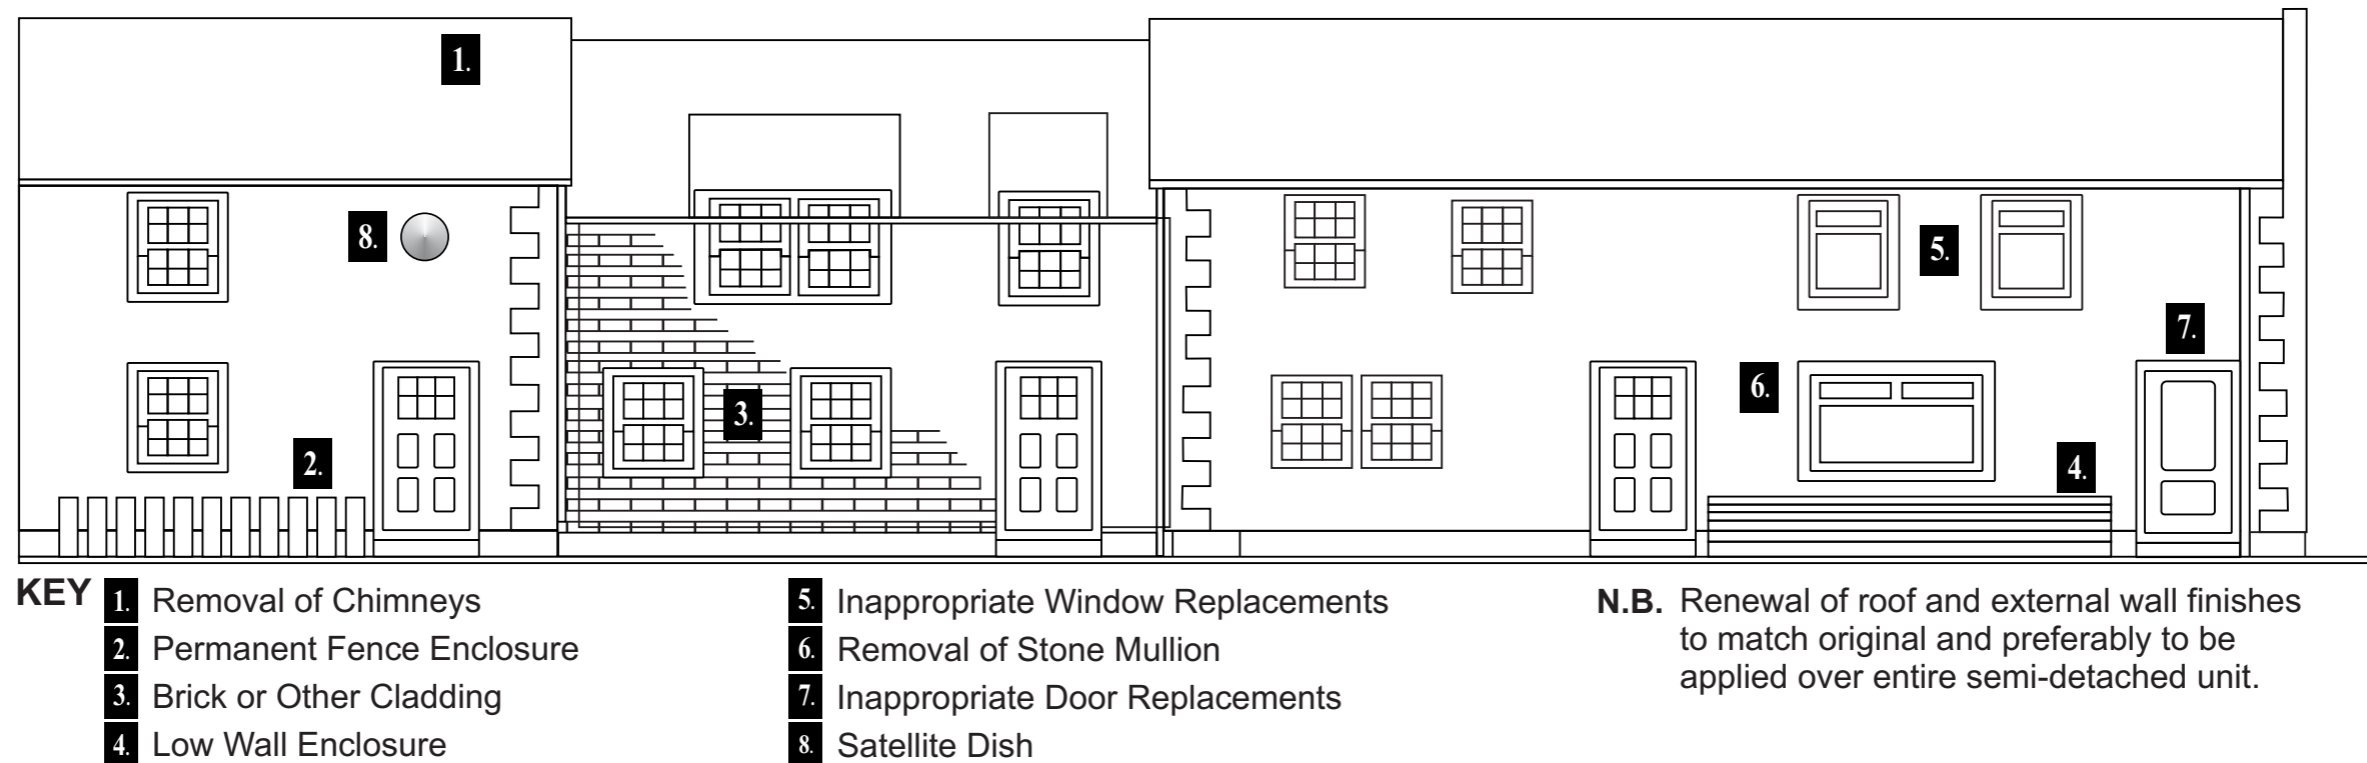 1.
8.
5.
7.
6.
3.
2.
4.
KEY
1. Removal of Chimneys
2. Permanent Fence Enclosure
3. Brick or Other Cladding
4. Low Wall Enclosure
5. Inappropriate Window Replacements
6. Removal of Stone Mullion
7. Inappropriate Door Replacements
8. Satellite Dish
N.B. Renewal of roof and external wall finishes
to match original and preferably to be
applied over entire semi-detached unit.